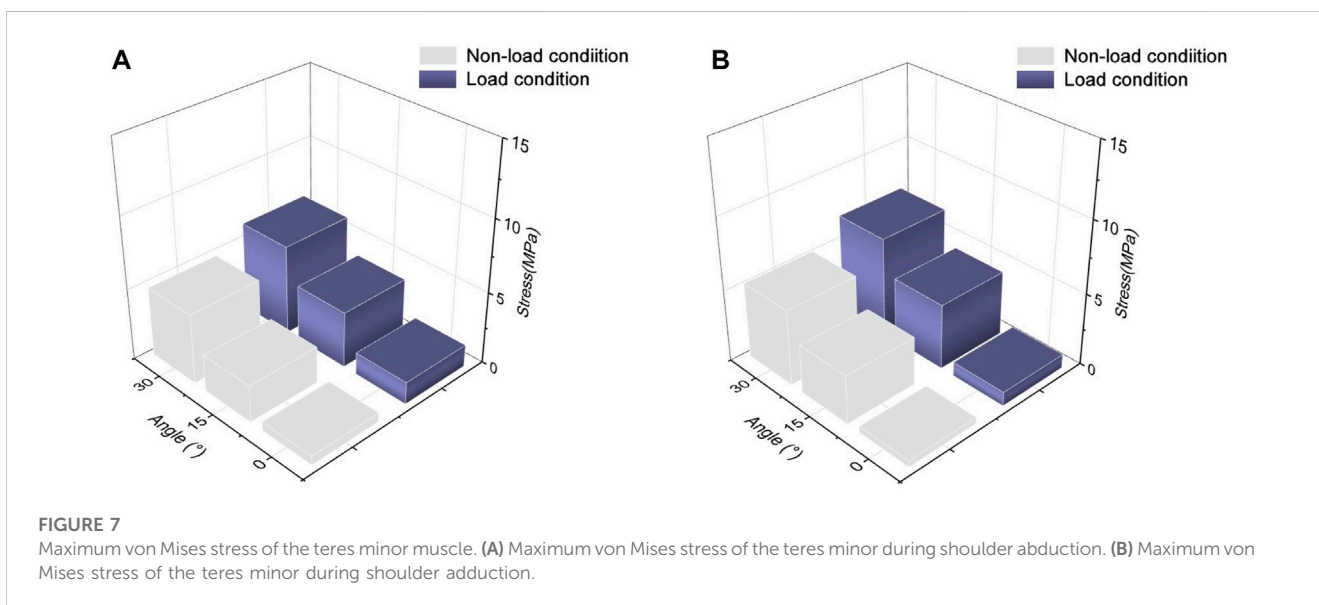 A
Non-load condiition
Load condition
15
10
5
0
Stress(MPa)
30
15
0
Angle (°)
B
Non-load condiition
Load condition
15
10
5
0
Stress(MPa)
30
15
0
Angle (°)
FIGURE 7
Maximum von Mises stress of the teres minor muscle. (A) Maximum von Mises stress of the teres minor during shoulder abduction. (B) Maximum von
Mises stress of the teres minor during shoulder adduction.